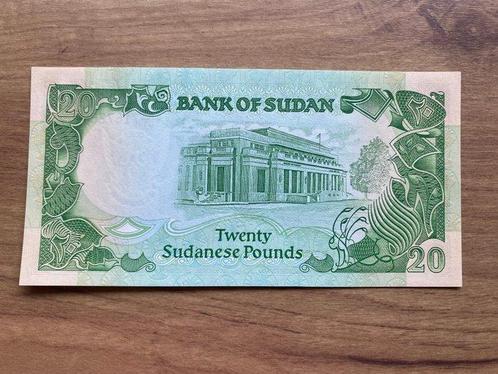 20
BANK OF SUDAN
Twenty
Sudanese Pounds
20